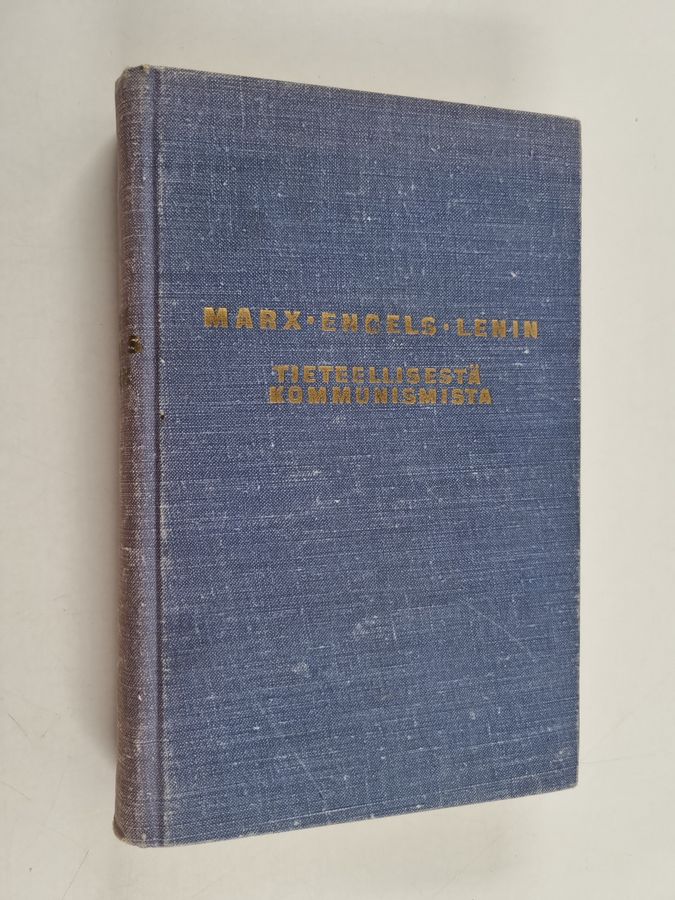 MARX · ENGELS · LENIN
TIETEELLISESTÄ
KOMMUNISMISTA